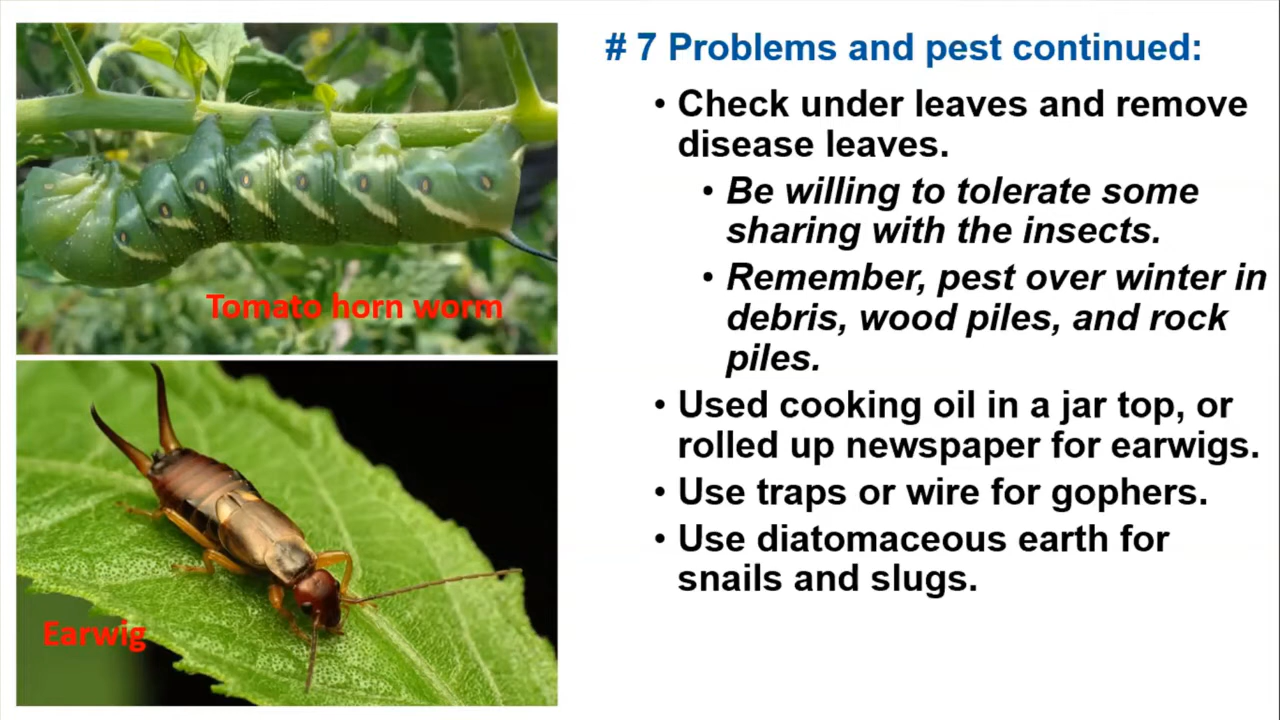 # 7 Problems and pest continued:
• Check under leaves and remove
disease leaves.
• Be willing to tolerate some
sharing with the insects.
• Remember, pest over winter in
debris, wood piles, and rock
piles.
• Used cooking oil in a jar top, or
rolled up newspaper for earwigs.
• Use traps or wire for gophers.
• Use diatomaceous earth for
snails and slugs.
Tomato horn worm
Earwig